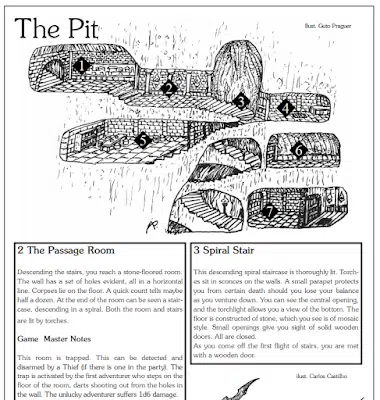 The Pit
Ilust. Guto Praguer
1
2
3
4
5
6
7
2 The Passage Room
Descending the stairs, you reach a stone-floored room.
The wall has a set of holes evident, all in a horizontal
line. Corpses lie on the floor. A quick count tells maybe
half a dozen. At the end of the room can be seen a stair-
case, descending in a spiral. Both the room and stairs
are lit by torches.
Game Master Notes
This room is trapped. This can be detected and
disarmed by a Thief (if there is one in the party). The
trap is activated by the first adventurer who steps on the
floor of the room, darts shooting out from the holes in
the wall. The unlucky adventurer suffers 1d6 damage.
3 Spiral Stair
This descending spiral staircase is thoroughly lit. Torch-
es sit in sconces on the walls. A small parapet protects
you from certain death should you lose your balance
as you venture down. You can see the central opening,
and the torchlight allows you a view of the bottom. The
floor is constructed of stone, which you see is of mosaic
style. Small openings give you sight of solid wooden
doors. All are closed.
As you come off the first flight of stairs, you are met
with a wooden door.
Ilust. Carlos Castilho